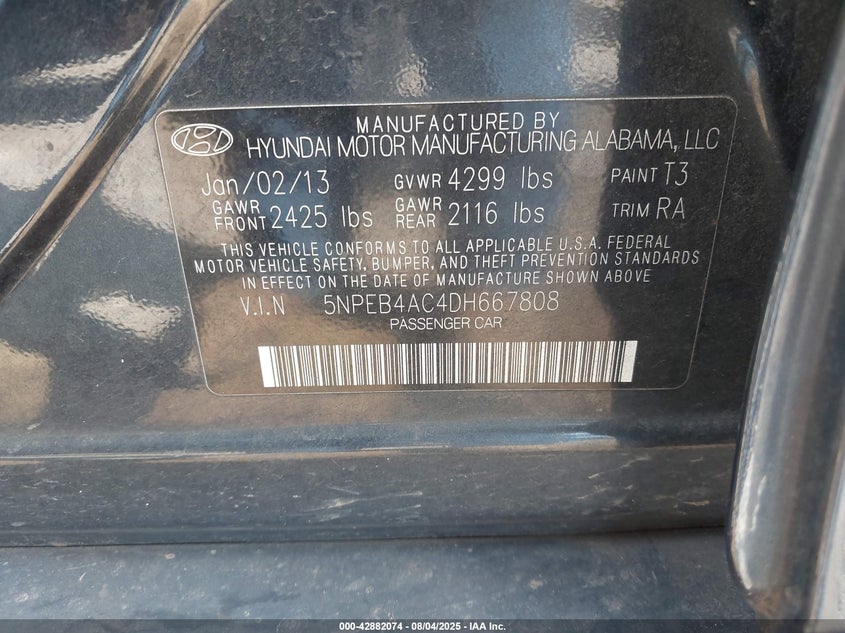 MANUFACTURED BY
HYUNDAI MOTOR MANUFACTURING ALABAMA, LLC
Jan/02/13 GVWR 4299 lbs PAINT T3
GAWR FRONT 2425 lbs GAWR REAR 2116 lbs TRIM RA
THIS VEHICLE CONFORMS TO ALL APPLICABLE U.S.A. FEDERAL
MOTOR VEHICLE SAFETY, BUMPER, AND THEFT PREVENTION STANDARDS
IN EFFECT ON THE DATE OF MANUFACTURE SHOWN ABOVE
V.I.N 5NPEB4AC4DH667808
PASSENGER CAR
000-42882074 - 08/04/2025 - IAA Inc.